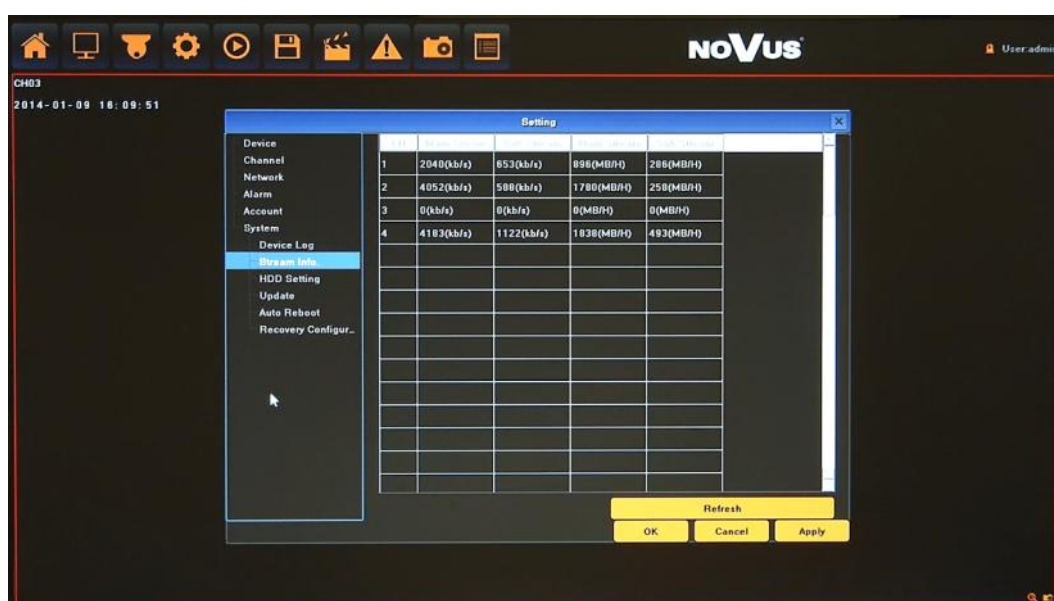 NOVUS
User:admin
CH03
2014-01-09 16:09:51
Setting
Device
Channel
Network
Alarm
Account
System
Device Log
Stream Info.
HDD Setting
Update
Auto Reboot
Recovery Configur..
1 2040(kb/s) 653(kb/s) 896(MB/H) 286(MB/H)
2 4052(kb/s) 588(kb/s) 1780(MB/H) 258(MB/H)
3 0(kb/s) 0(kb/s) 0(MB/H) 0(MB/H)
4 4183(kb/s) 1122(kb/s) 1838(MB/H) 493(MB/H)
Refresh
OK Cancel Apply